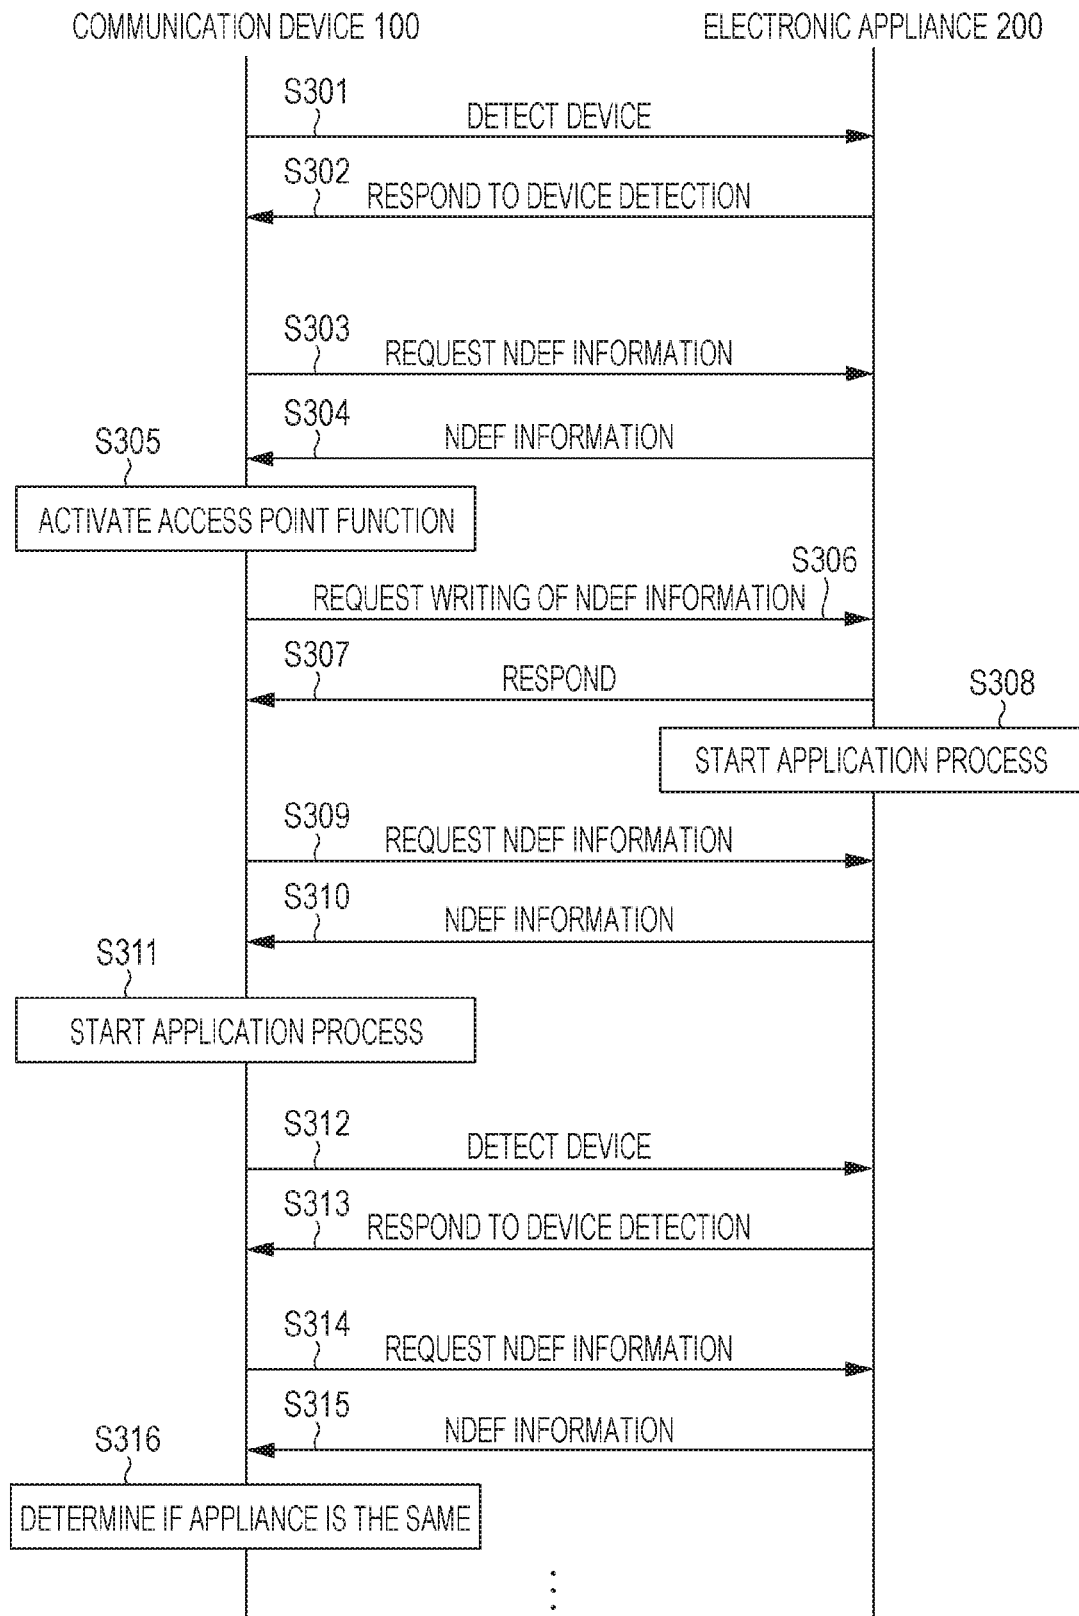 COMMUNICATION DEVICE 100
ELECTRONIC APPLIANCE 200
S301
DETECT DEVICE
S302
RESPOND TO DEVICE DETECTION
S303
REQUEST NDEF INFORMATION
S304
NDEF INFORMATION
S305
ACTIVATE ACCESS POINT FUNCTION
S306
REQUEST WRITING OF NDEF INFORMATION
S307
RESPOND
S308
START APPLICATION PROCESS
S309
REQUEST NDEF INFORMATION
S310
NDEF INFORMATION
S311
START APPLICATION PROCESS
S312
DETECT DEVICE
S313
RESPOND TO DEVICE DETECTION
S314
REQUEST NDEF INFORMATION
S315
NDEF INFORMATION
S316
DETERMINE IF APPLIANCE IS THE SAME